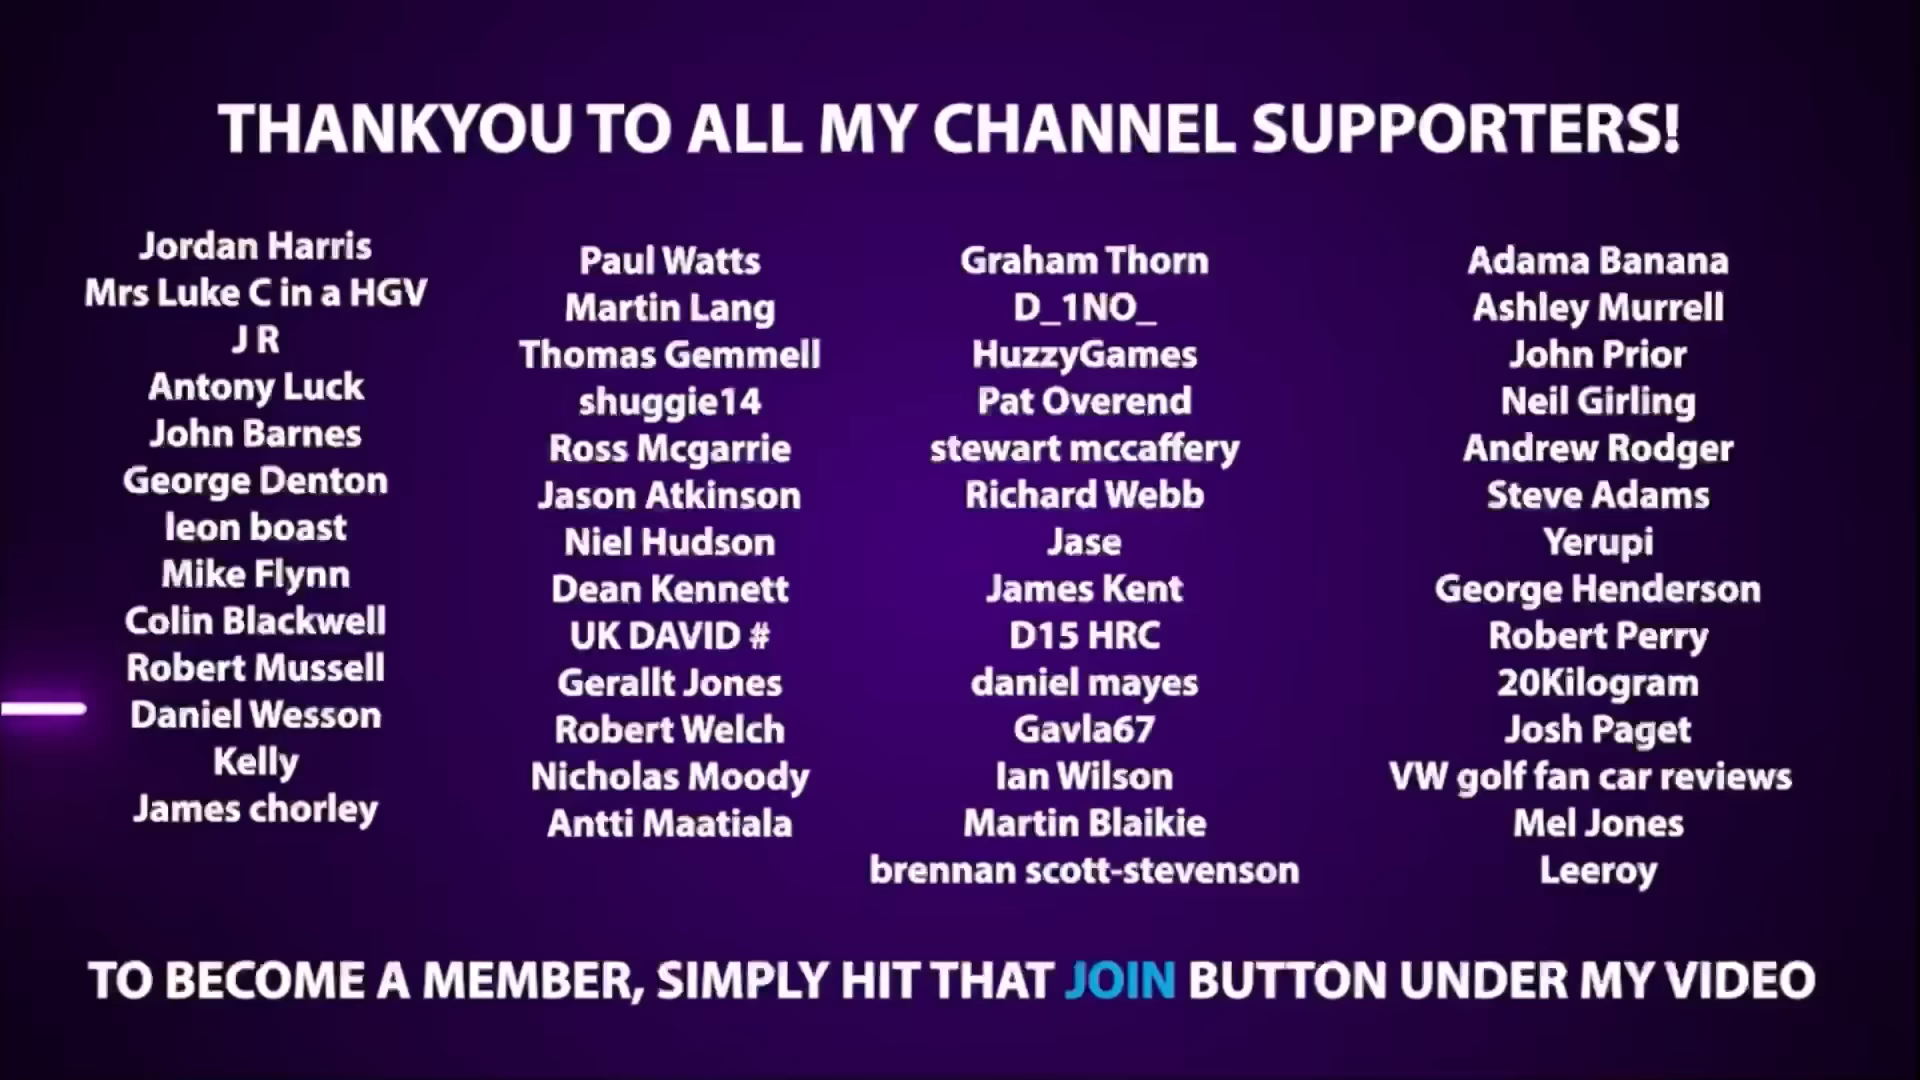 THANKYOU TO ALL MY CHANNEL SUPPORTERS!
Jordan Harris
Mrs Luke C in a HGV
J R
Antony Luck
John Barnes
George Denton
leon boast
Mike Flynn
Colin Blackwell
Robert Mussell
Daniel Wesson
Kelly
James chorley
Paul Watts
Martin Lang
Thomas Gemmell
shuggie14
Ross Mcgarrie
Jason Atkinson
Niel Hudson
Dean Kennett
UK DAVID #
Gerallt Jones
Robert Welch
Nicholas Moody
Antti Maatiala
Graham Thorn
D_1NO_
HuzzyGames
Pat Overend
stewart mccaffery
Richard Webb
Jase
James Kent
D15 HRC
daniel mayes
Gavla67
Ian Wilson
Martin Blaikie
brennan scott-stevenson
Adama Banana
Ashley Murrell
John Prior
Neil Girling
Andrew Rodger
Steve Adams
Yerupi
George Henderson
Robert Perry
20Kilogram
Josh Paget
VW golf fan car reviews
Mel Jones
Leeroy
TO BECOME A MEMBER, SIMPLY HIT THAT JOIN BUTTON UNDER MY VIDEO